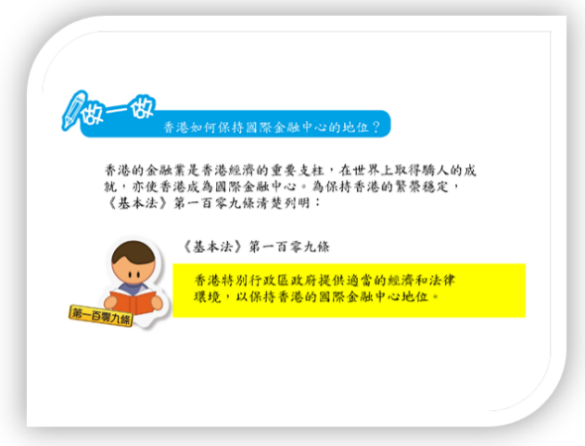 做一做
香港如何保持國際金融中心的地位？
香港的金融業是香港經濟的重要支柱，在世界上取得驕人的成
就，亦使香港成為國際金融中心。為保持香港的繁榮穩定，
《基本法》第一百零九條清楚列明：
《基本法》第一百零九條
香港特別行政區政府提供適當的經濟和法律
環境，以保持香港的國際金融中心地位。
第一百零九條